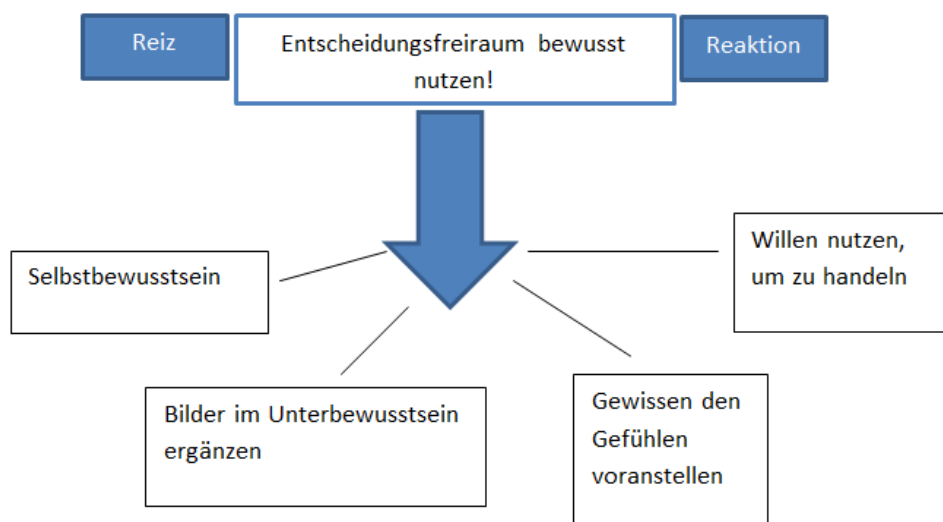 Reiz
Entscheidungsfreiraum bewusst
nutzen!
Reaktion
Selbstbewusstsein
Willen nutzen,
um zu handeln
Bilder im Unterbewusstsein
ergänzen
Gewissen den
Gefühlen
voranstellen